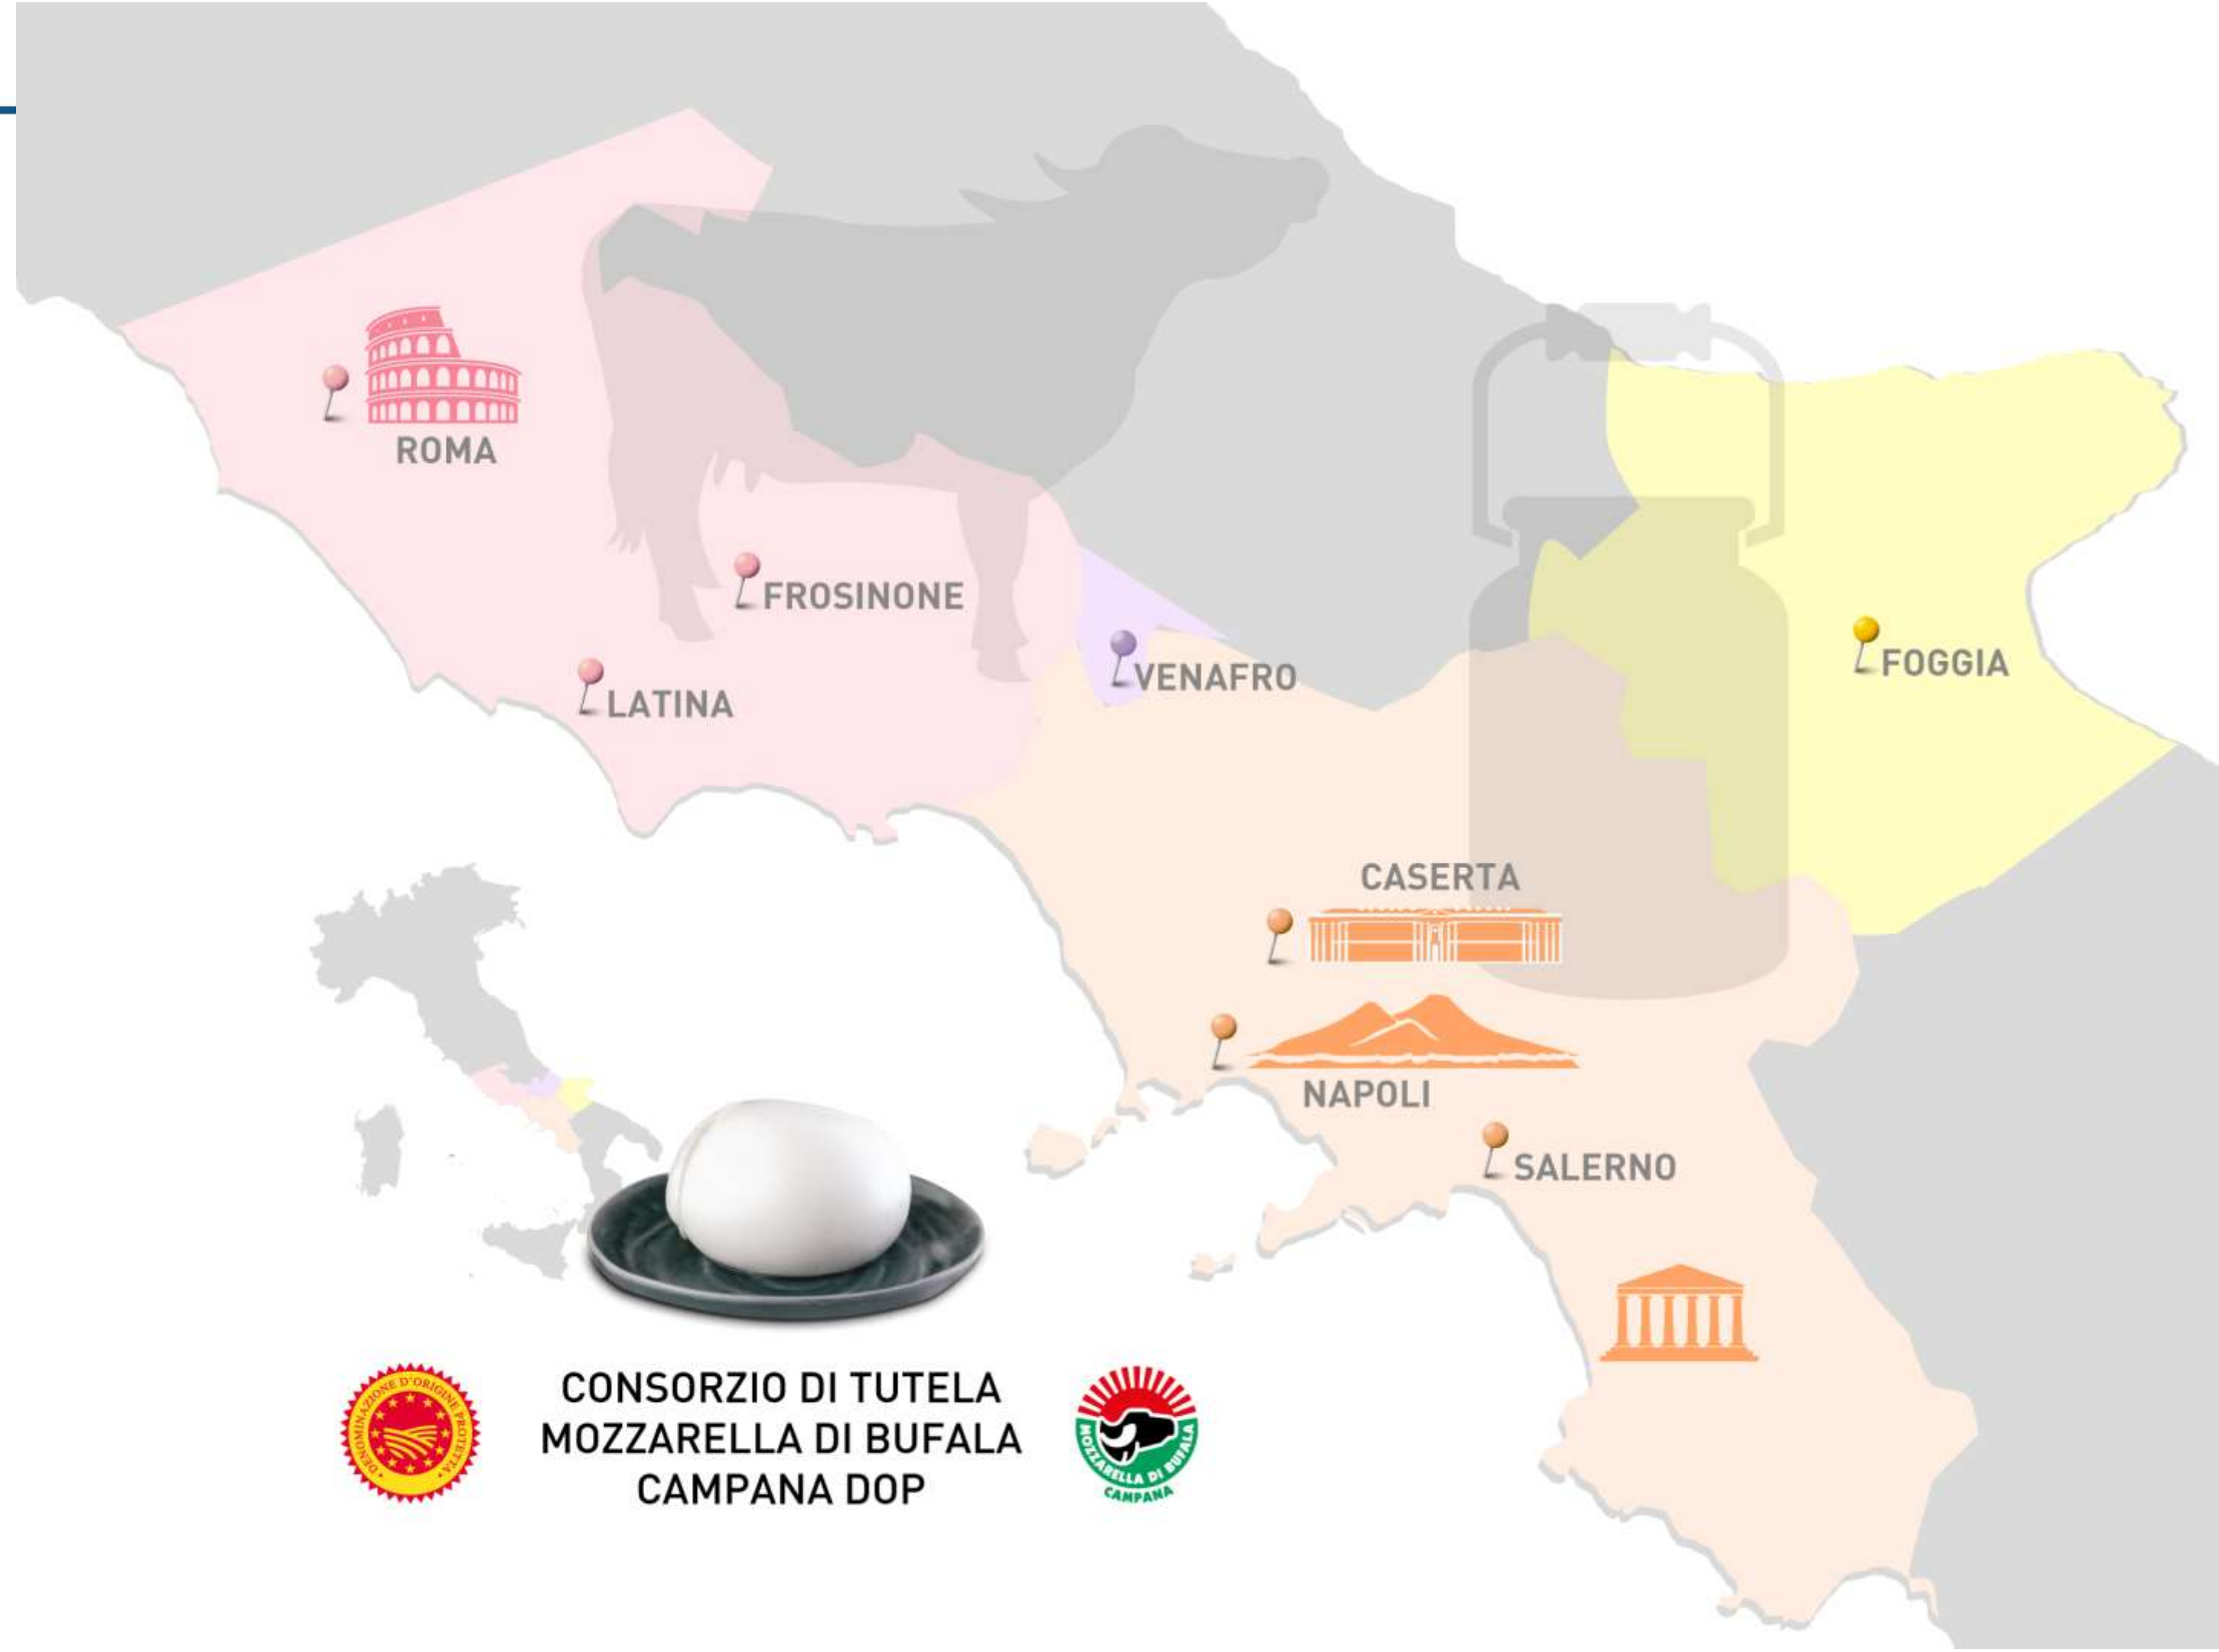 ROMA
FROSINONE
VENAFRO
FOGGIA
LATINA
CASERTA
NAPOLI
SALERNO
CONSORZIO DI TUTELA
MOZZARELLA DI BUFALA
CAMPANA DOP
DENOMINAZIONE D'ORIGINE PROTETTA
MOZZARELLA DI BUFALA
CAMPANA